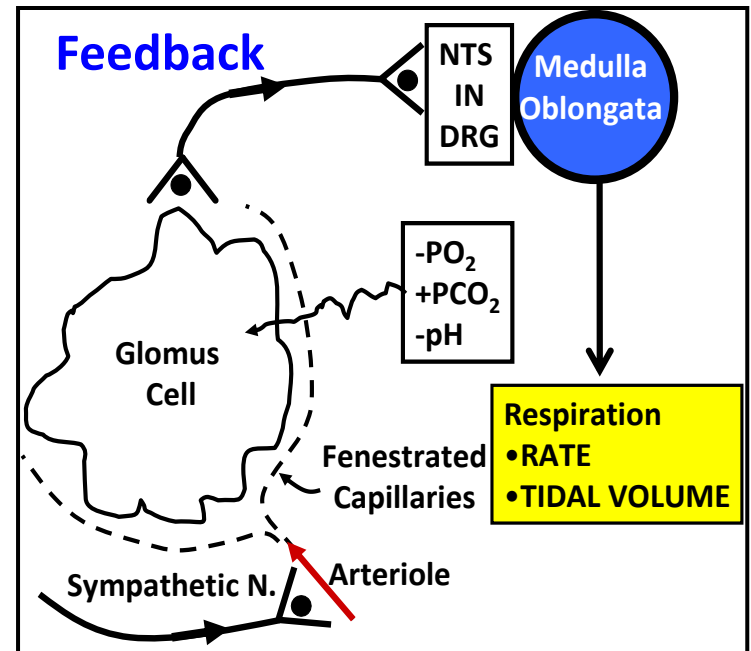 Feedback
NTS
IN
DRG
Medulla
Oblongata
-PO₂
+PCO₂
-pH
Glomus
Cell
Respiration
•RATE
•TIDAL VOLUME
Fenestrated
Capillaries
Sympathetic N.
Arteriole